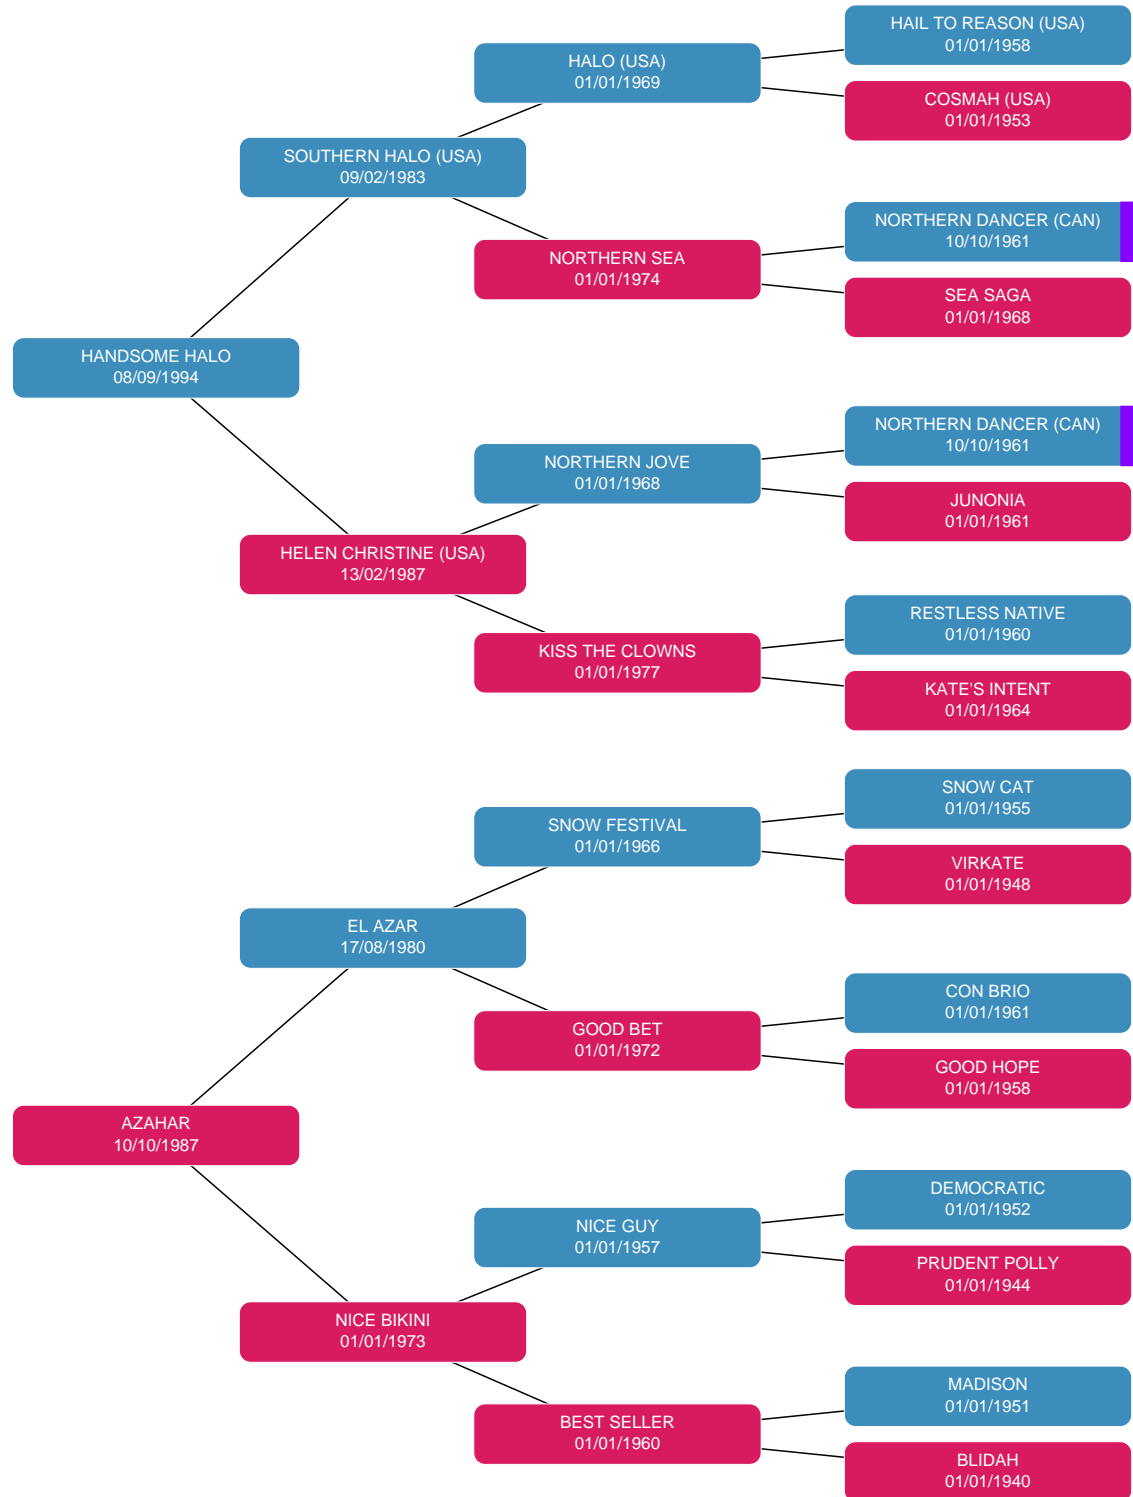 HAIL TO REASON (USA)
01/01/1958
HALO (USA)
01/01/1969
COSMAH (USA)
01/01/1953
SOUTHERN HALO (USA)
09/02/1983
NORTHERN DANCER (CAN)
10/10/1961
NORTHERN SEA
01/01/1974
SEA SAGA
01/01/1968
HANDSOME HALO
08/09/1994
NORTHERN DANCER (CAN)
10/10/1961
NORTHERN JOVE
01/01/1968
JUNONIA
01/01/1961
HELEN CHRISTINE (USA)
13/02/1987
RESTLESS NATIVE
01/01/1960
KISS THE CLOWNS
01/01/1977
KATE'S INTENT
01/01/1964
SNOW CAT
01/01/1955
SNOW FESTIVAL
01/01/1966
VIRKATE
01/01/1948
EL AZAR
17/08/1980
CON BRIO
01/01/1961
GOOD BET
01/01/1972
GOOD HOPE
01/01/1958
AZAHAR
10/10/1987
DEMOCRATIC
01/01/1952
NICE GUY
01/01/1957
PRUDENT POLLY
01/01/1944
NICE BIKINI
01/01/1973
MADISON
01/01/1951
BEST SELLER
01/01/1960
BLIDAH
01/01/1940